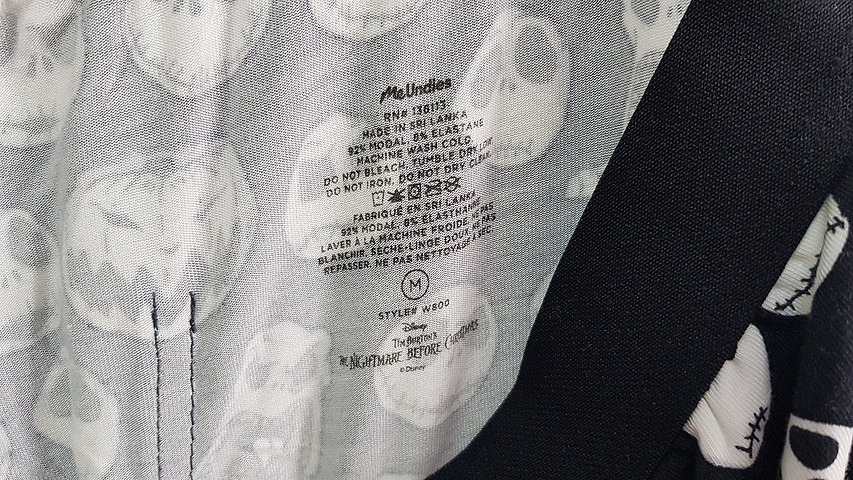 MeUndies
RN# 136113
MADE IN SRI LANKA
92% MODAL, 8% ELASTANE
MACHINE WASH COLD.
DO NOT BLEACH. TUMBLE DRY LOW.
DO NOT IRON. DO NOT DRY CLEAN.
FABRIQUÉ EN SRI LANKA
92% MODAL, 8% ÉLASTHANNE
LAVER À LA MACHINE FROIDE. NE PAS
BLANCHIR. SÈCHE-LINGE DOUX. NE PAS
REPASSER. NE PAS NETTOYAGE À SEC.
M
STYLE# W800
Disney
TIM BURTON'S
THE NIGHTMARE BEFORE CHRISTMAS
© Disney